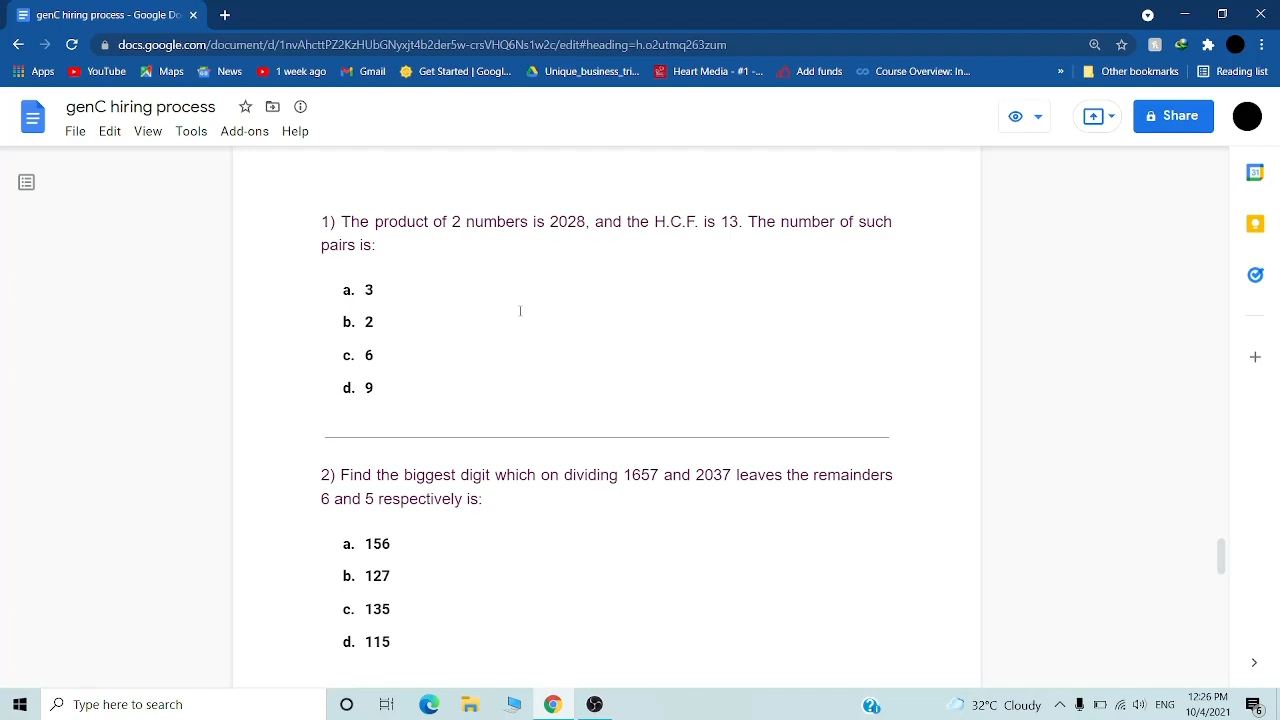 genC hiring process - Google Do
docs.google.com/document/d/1nvAhcttPZ2KzHUbGNyxjt4b2der5w-crsVHQ6Ns1w2c/edit#heading=h.o2utmq263zum
Apps YouTube Maps News 1 week ago Gmail Get Started | Googl... Unique_business_tri... Heart Media - #1 -... Add funds Course Overview: In... » Other bookmarks Reading list
genC hiring process
File Edit View Tools Add-ons Help
Share
31
1) The product of 2 numbers is 2028, and the H.C.F. is 13. The number of such
pairs is:
a. 3
b. 2
c. 6
d. 9
2) Find the biggest digit which on dividing 1657 and 2037 leaves the remainders
6 and 5 respectively is:
a. 156
b. 127
c. 135
d. 115
Type here to search
32°C Cloudy
ENG
12:26 PM
10/4/2021
6